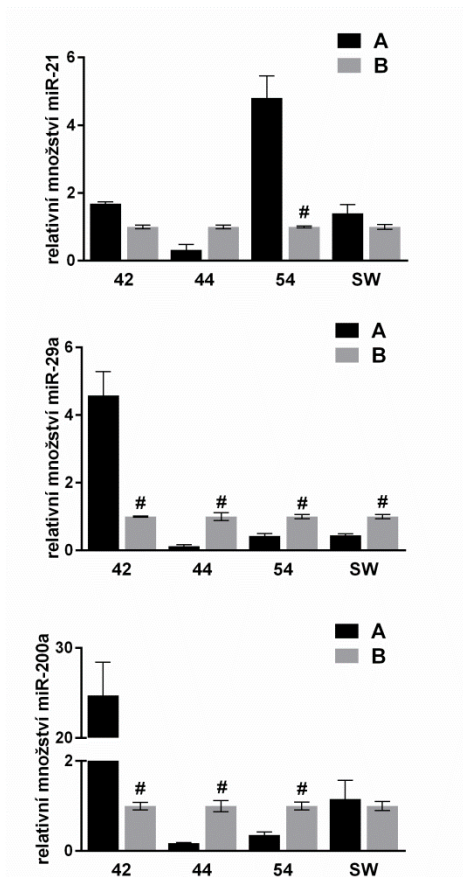 relativní množství miR-21
A
B
6
4
2
0
#
42 44 54 SW
relativní množství miR-29a
A
B
6
4
2
0
# # # #
42 44 54 SW
relativní množství miR-200a
A
B
30
20
2
1
0
# # #
42 44 54 SW